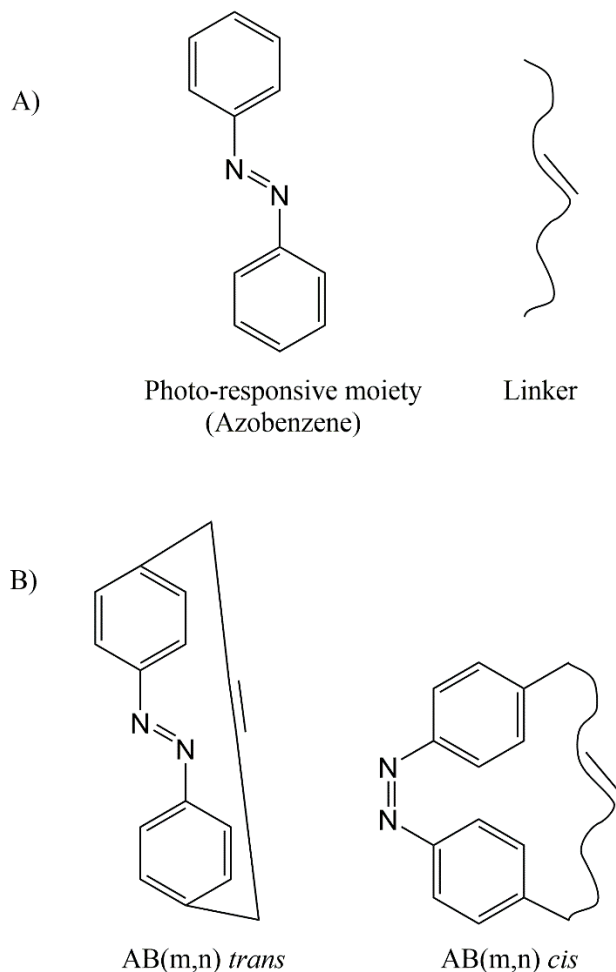 A)
N
N
Photo-responsive moiety
(Azobenzene)
Linker
B)
N
N
N
N
AB(m,n) trans
AB(m,n) cis